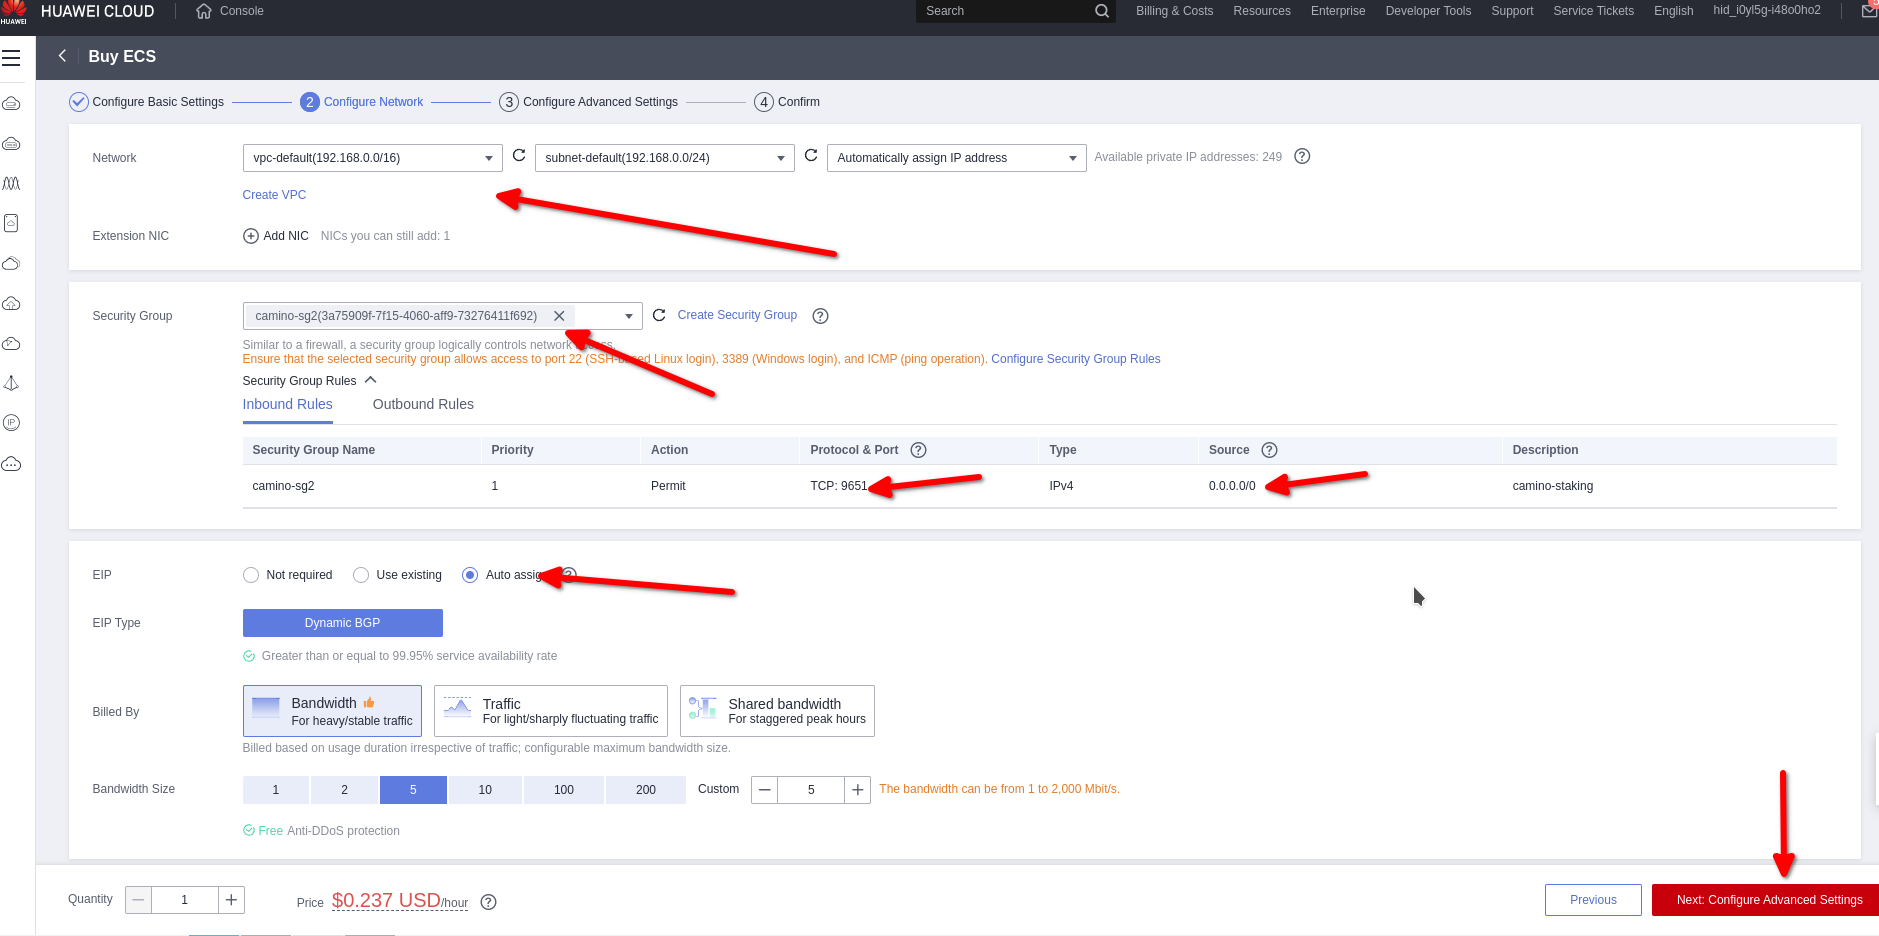 HUAWEI
HUAWEI CLOUD
Console
Search
Billing & Costs
Resources
Enterprise
Developer Tools
Support
Service Tickets
English
hid_i0yl5g-i48o0ho2
Buy ECS
Configure Basic Settings
2 Configure Network
3 Configure Advanced Settings
4 Confirm
Network
vpc-default(192.168.0.0/16)
subnet-default(192.168.0.0/24)
Automatically assign IP address
Available private IP addresses: 249
Create VPC
Extension NIC
Add NIC
NICs you can still add: 1
Security Group
camino-sg2(3a75909f-7f15-4060-aff9-73276411f692)
Create Security Group
Similar to a firewall, a security group logically controls network
Ensure that the selected security group allows access to port 22 (SSH-based Linux login), 3389 (Windows login), and ICMP (ping operation). Configure Security Group Rules
Security Group Rules
Inbound Rules
Outbound Rules
Security Group Name
Priority
Action
Protocol & Port
Type
Source
Description
camino-sg2
1
Permit
TCP: 9651
IPv4
0.0.0.0/0
camino-staking
EIP
Not required
Use existing
Auto assig
EIP Type
Dynamic BGP
Greater than or equal to 99.95% service availability rate
Billed By
Bandwidth
For heavy/stable traffic
Traffic
For light/sharply fluctuating traffic
Shared bandwidth
For staggered peak hours
Billed based on usage duration irrespective of traffic; configurable maximum bandwidth size.
Bandwidth Size
1
2
5
10
100
200
Custom
5
The bandwidth can be from 1 to 2,000 Mbit/s.
Free Anti-DDoS protection
IP
Quantity
1
Price $0.237 USD/hour
Previous
Next: Configure Advanced Settings